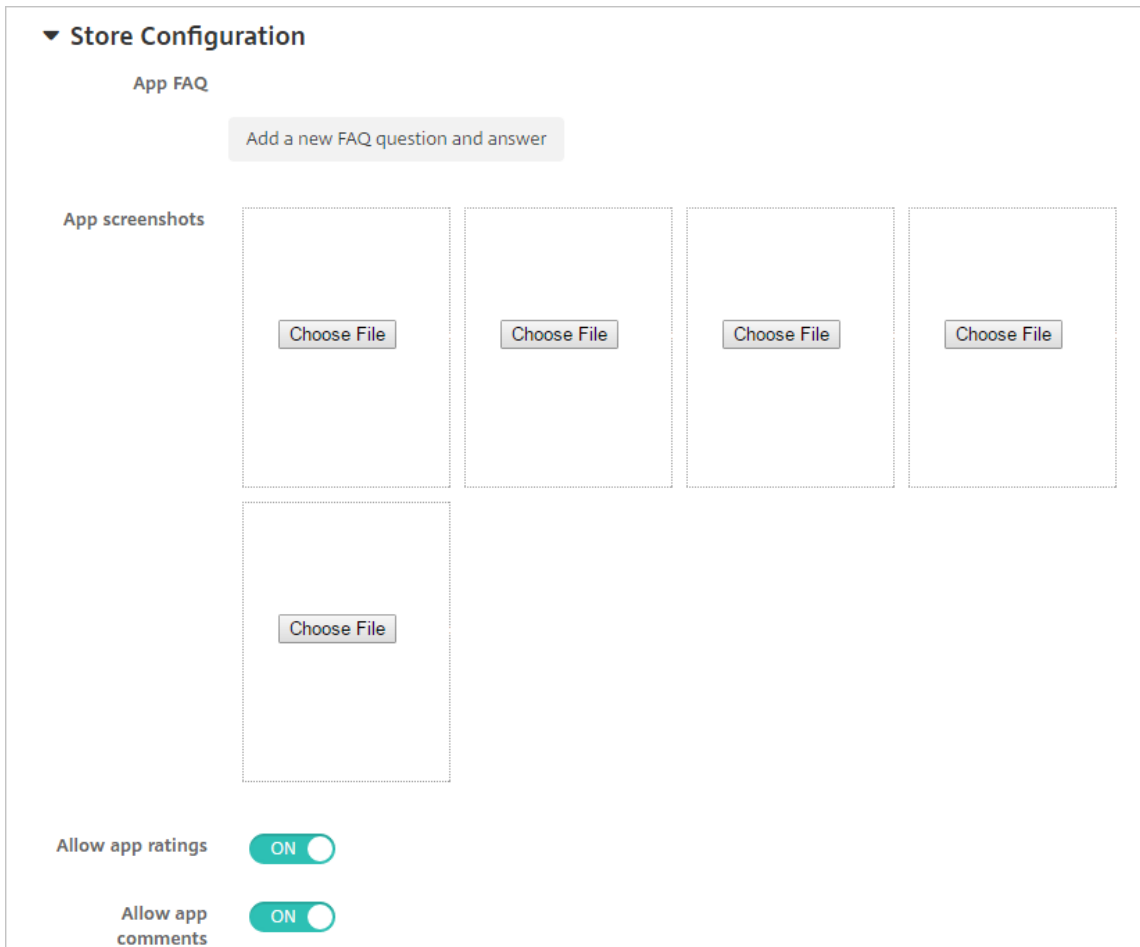 Store Configuration
App FAQ
Add a new FAQ question and answer
App screenshots
Choose File Choose File Choose File Choose File
Choose File
Allow app ratings ON
Allow app ON
comments